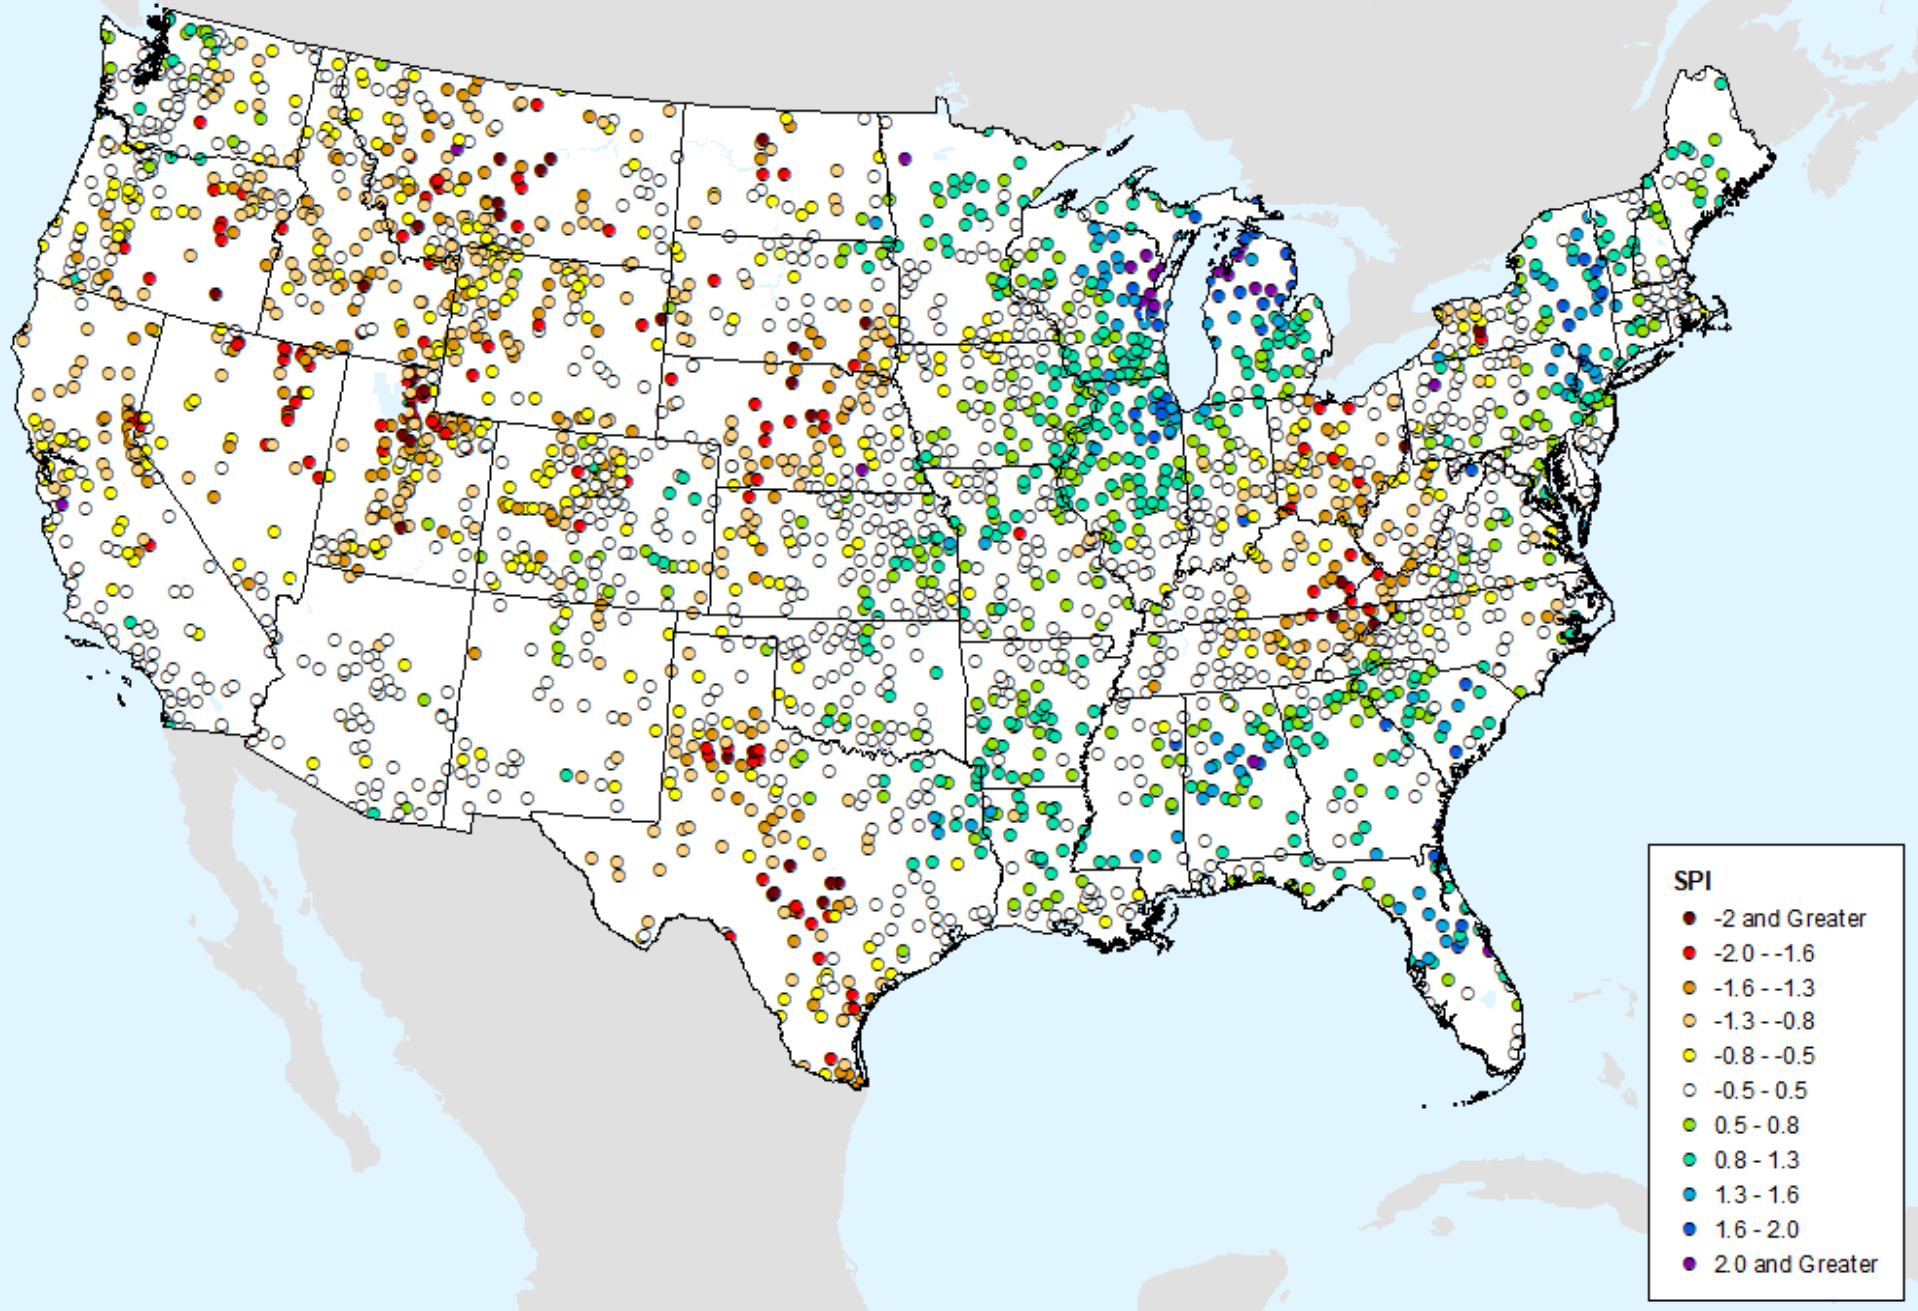 SPI
-2 and Greater
-2.0 - -1.6
-1.6 - -1.3
-1.3 - -0.8
-0.8 - -0.5
-0.5 - 0.5
0.5 - 0.8
0.8 - 1.3
1.3 - 1.6
1.6 - 2.0
2.0 and Greater